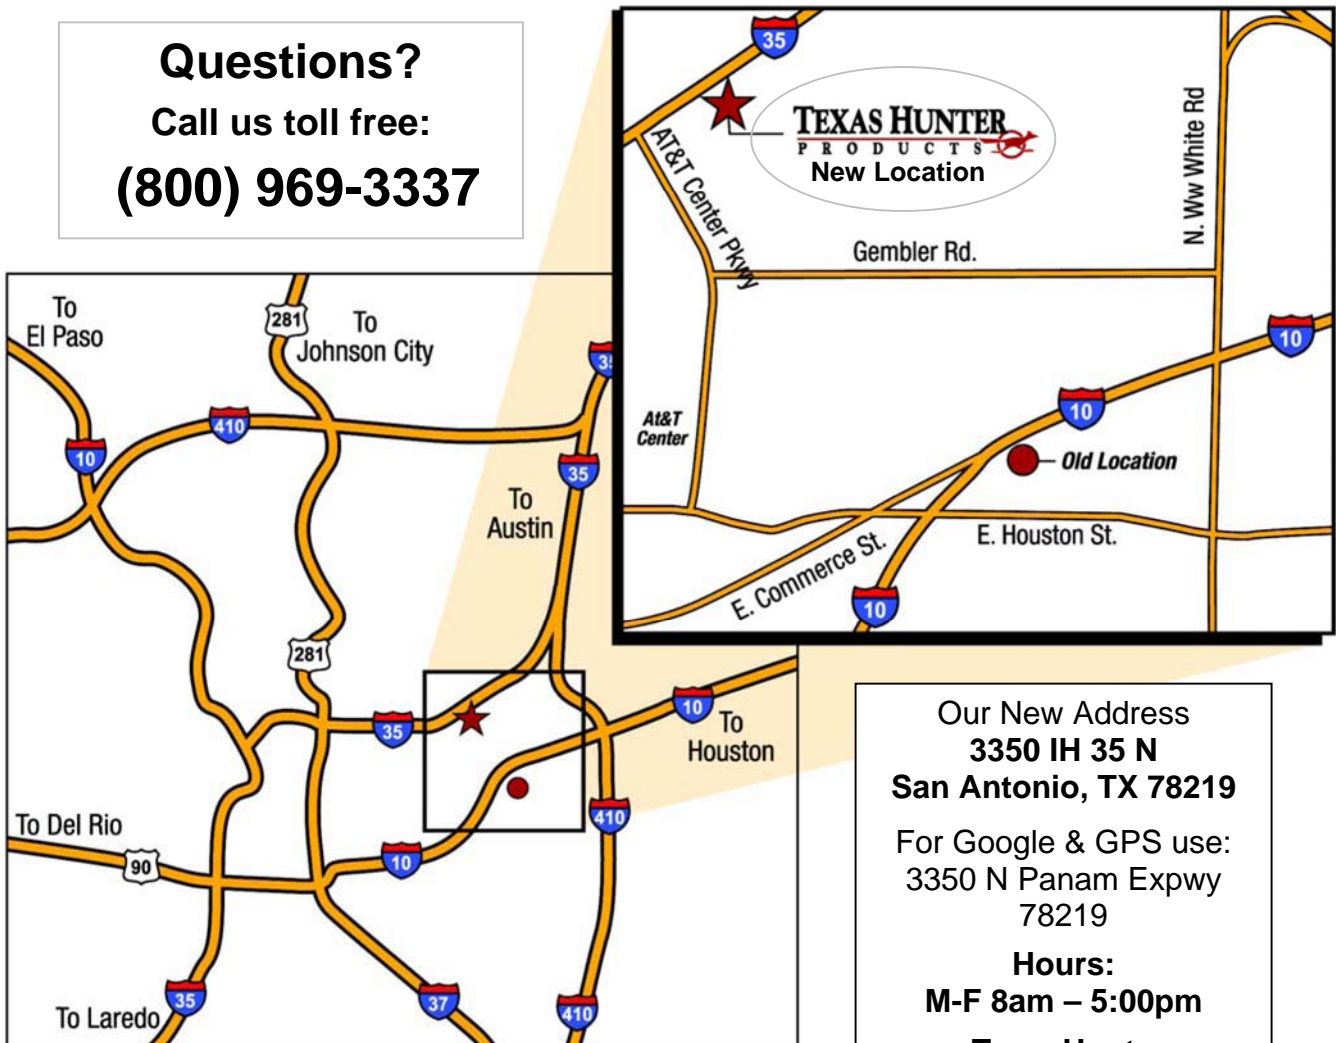 Questions?
Call us toll free:
(800) 969-3337
35
TEXAS HUNTER
PRODUCTS
New Location
AT&T Center Pkwy
N. Ww White Rd
Gembler Rd.
10
10
At&T
Center
Old Location
E. Houston St.
E. Commerce St.
10
To
El Paso
281
To
Johnson City
35
410
10
35
To
Austin
281
35
10
To
Houston
410
To Del Rio
90
10
35
37
410
To Laredo
Our New Address
3350 IH 35 N
San Antonio, TX 78219
For Google & GPS use:
3350 N Panam Expwy
78219
Hours:
M-F 8am – 5:00pm